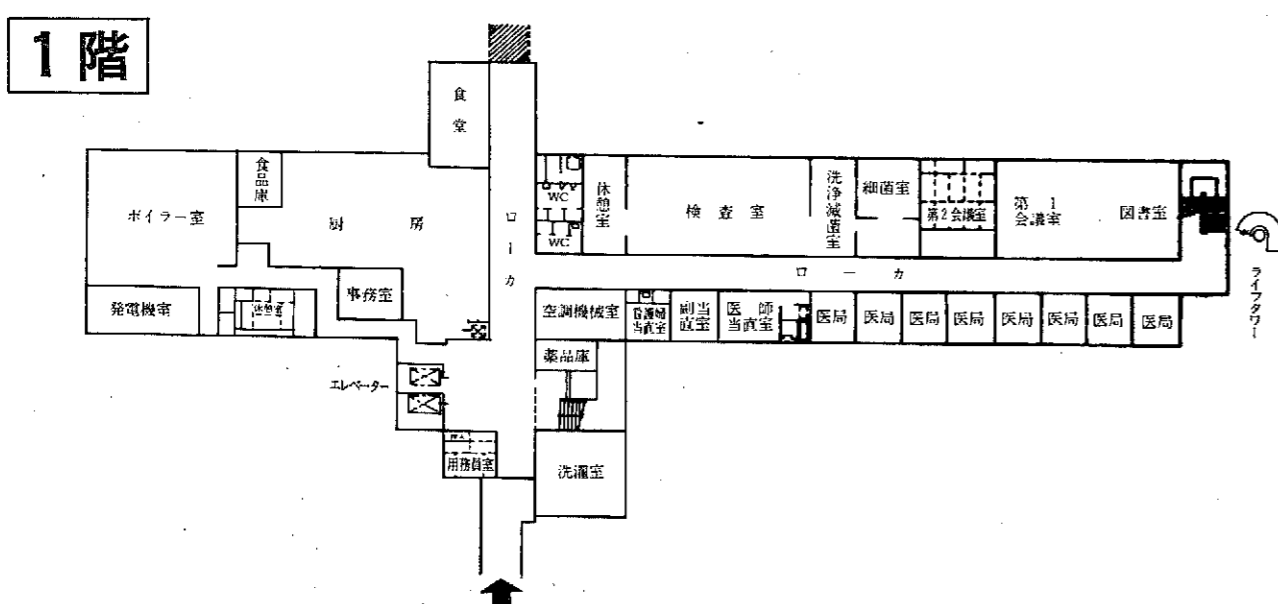 1階
食堂
食品庫
ボイラー室
厨房
発電機室
休憩室
事務室
エレベーター
用務員室
ローカ
WC
WC
休憩室
検査室
洗浄滅菌室
細菌室
第2会議室
第1会議室
図書室
ローカ
空調機械室
看護婦当直室
副当直室
医師当直室
医局
医局
医局
医局
医局
医局
医局
医局
薬品庫
洗濯室
ライフタワー